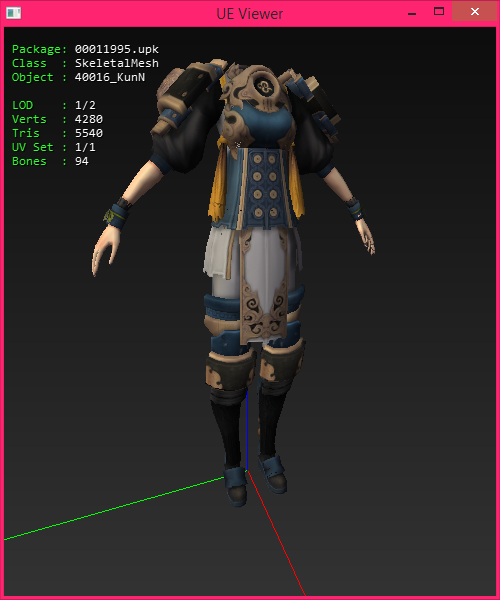 UE Viewer
Package: 00011995.upk
Class : SkeletalMesh
Object : 40016_KunN
LOD : 1/2
Verts : 4280
Tris : 5540
UV Set : 1/1
Bones : 94